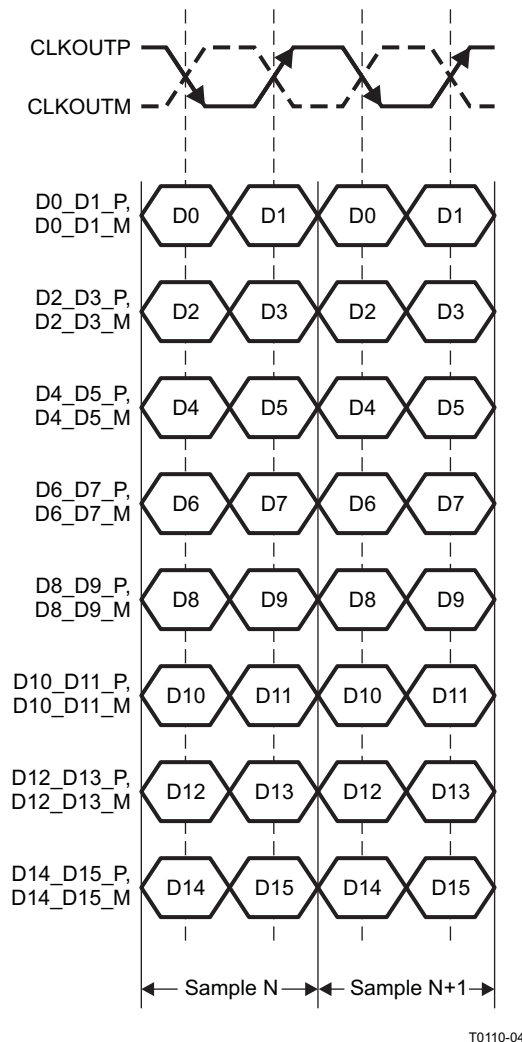 CLKOUTP
CLKOUTM
D0_D1_P,
D0_D1_M
D0 D1 D0 D1
D2_D3_P,
D2_D3_M
D2 D3 D2 D3
D4_D5_P,
D4_D5_M
D4 D5 D4 D5
D6_D7_P,
D6_D7_M
D6 D7 D6 D7
D8_D9_P,
D8_D9_M
D8 D9 D8 D9
D10_D11_P,
D10_D11_M
D10 D11 D10 D11
D12_D13_P,
D12_D13_M
D12 D13 D12 D13
D14_D15_P,
D14_D15_M
D14 D15 D14 D15
Sample N Sample N+1
T0110-04